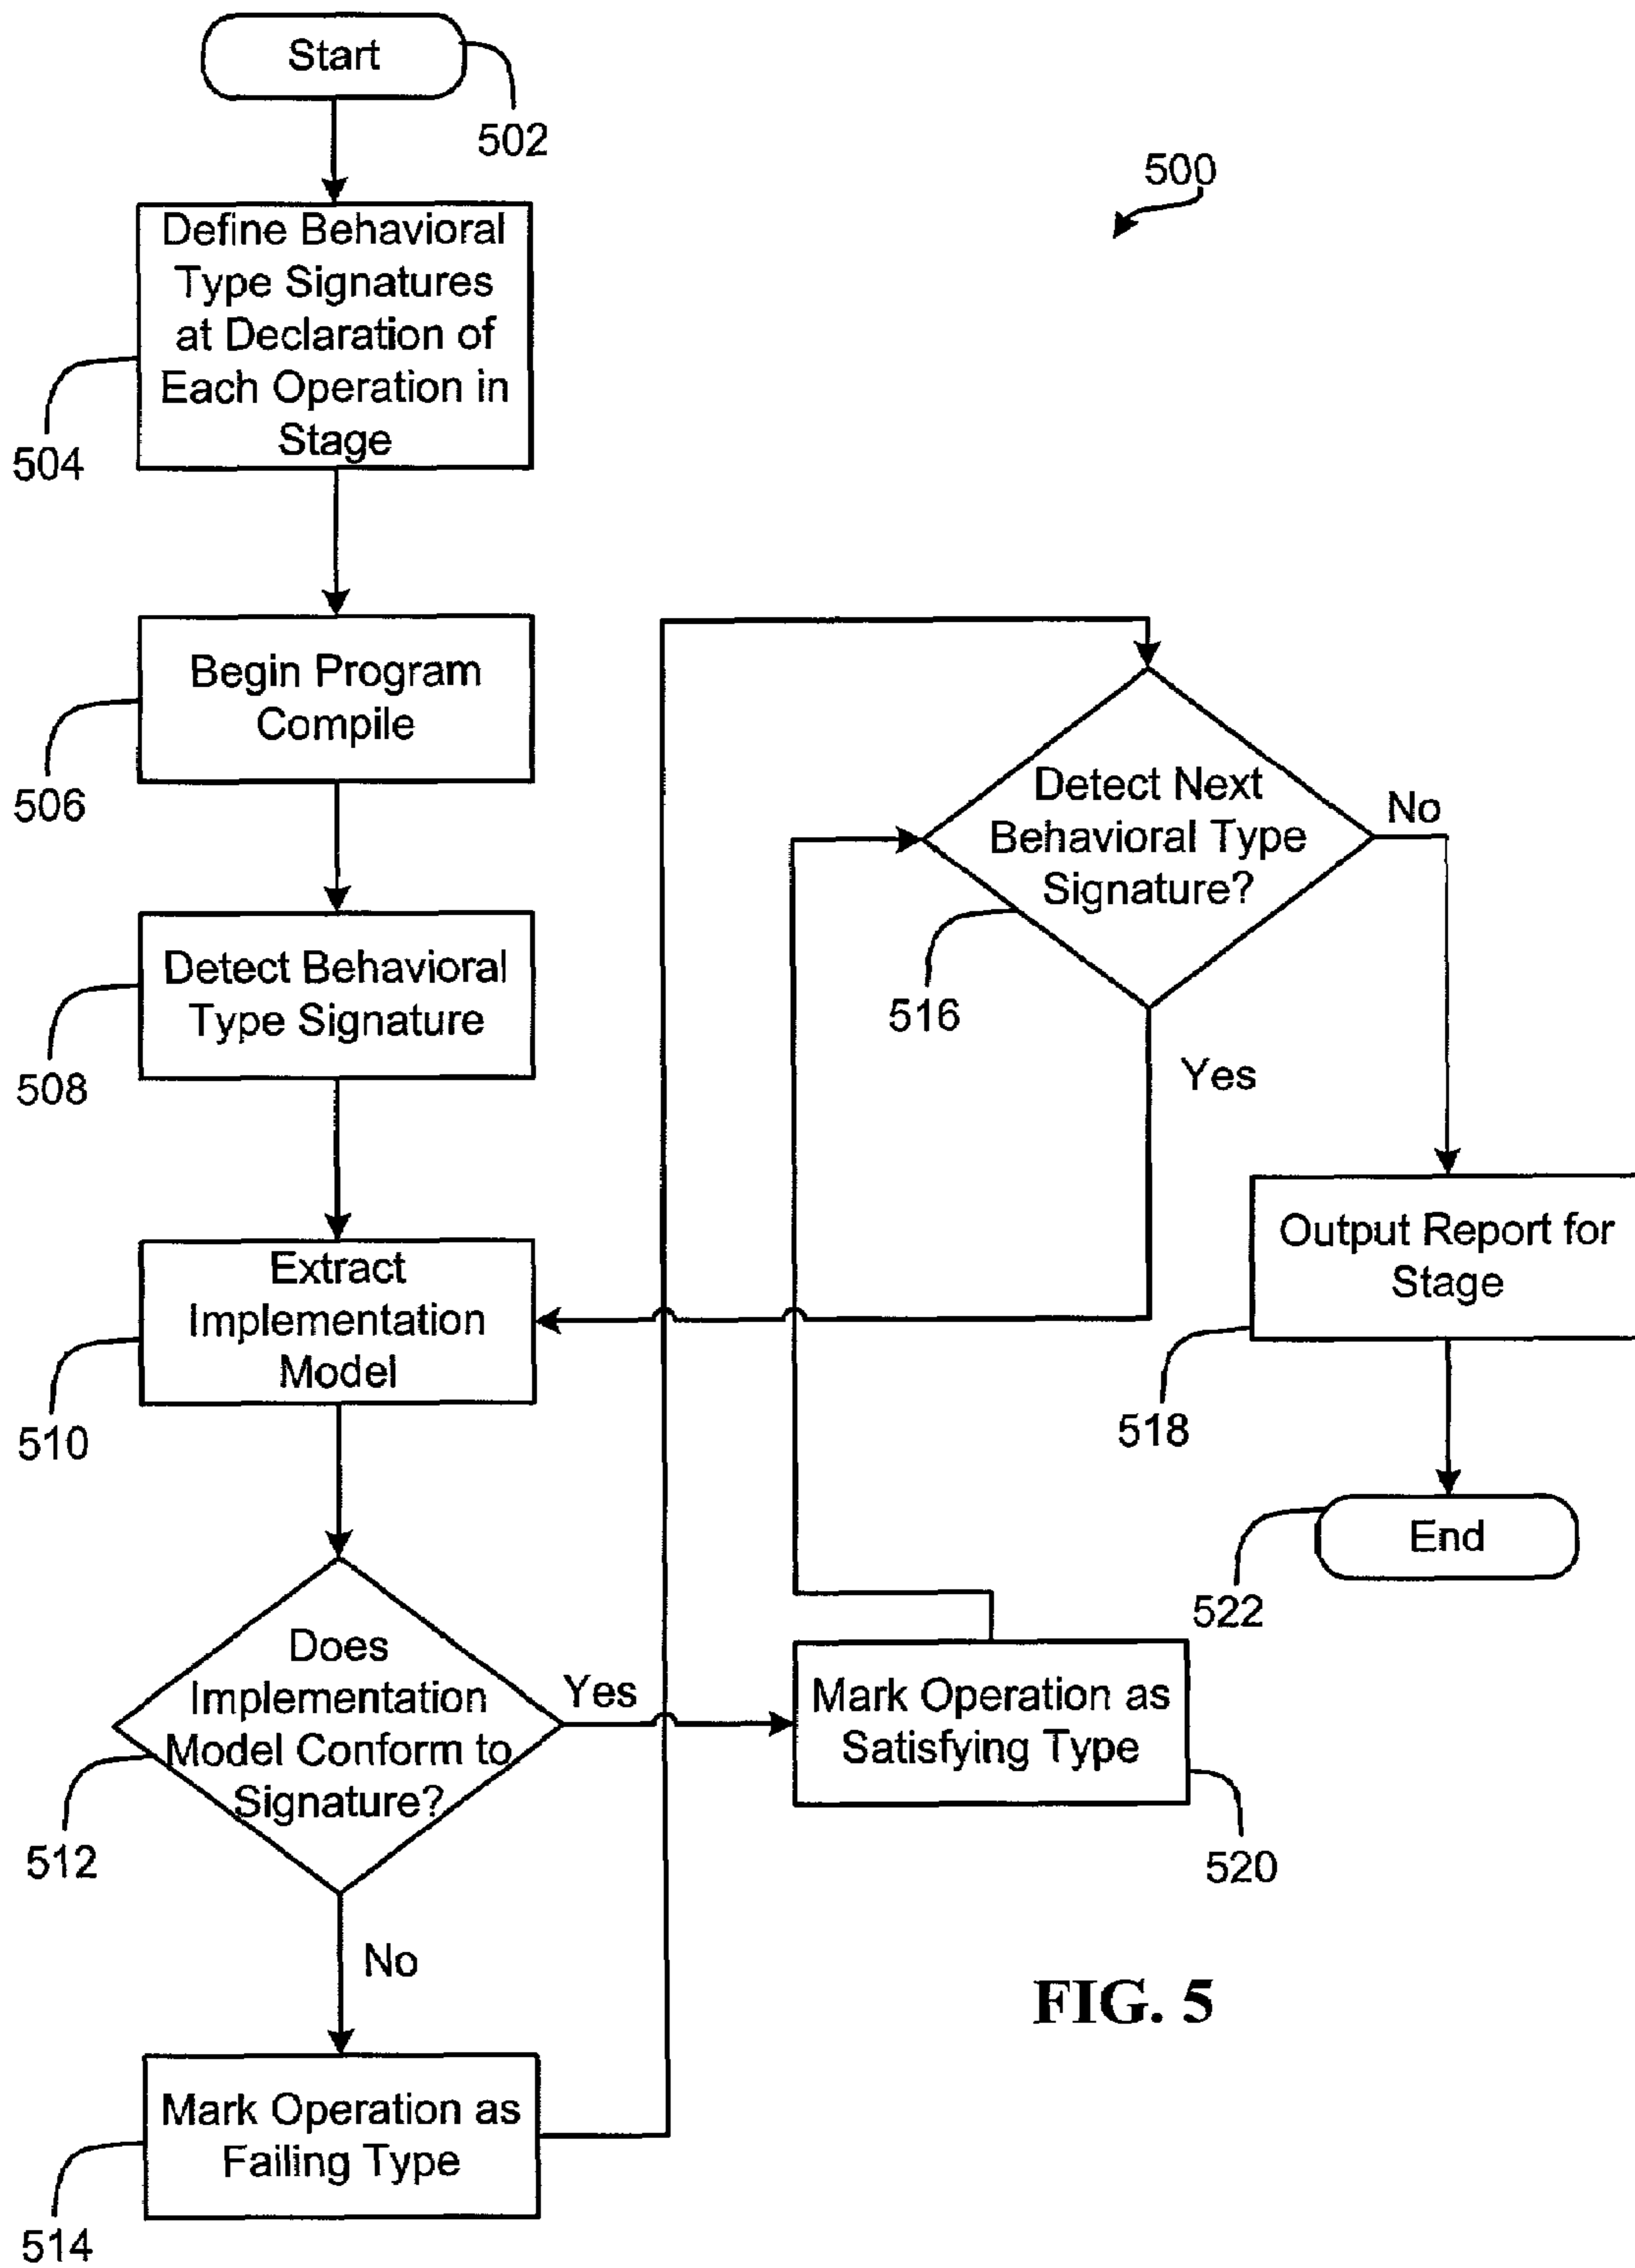 Start
502
500
Define Behavioral
Type Signatures
at Declaration of
Each Operation in
Stage
504
Begin Program
Compile
506
Detect Next
Behavioral Type
Signature?
No
516
Yes
Detect Behavioral
Type Signature
508
Output Report for
Stage
518
Extract
Implementation
Model
510
End
522
Does
Implementation
Model Conform to
Signature?
Yes
512
Mark Operation as
Satisfying Type
520
No
FIG. 5
Mark Operation as
Failing Type
514